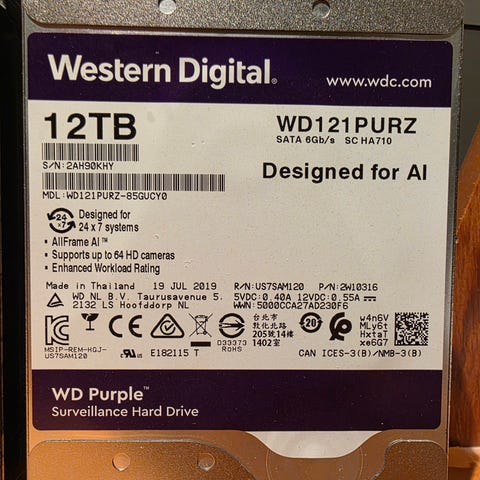 Western Digital®
www.wdc.com
12TB
WD121PURZ
SATA 6Gb/s SC HA710
S/N: 2AH90KHY
Designed for AI
MDL: WD121PURZ-85GUCY0
24 x7
Designed for
24 x 7 systems
• AllFrame AI™
• Supports up to 64 HD cameras
• Enhanced Workload Rating
Made in Thailand 19 JUL 2019 R/N: US7SAM120 P/N: 2W10316
WD NL B.V. Taurusavenue 5. 5VDC:0.40A 12VDC:0.55A
2132 LS Hoofddorp NL WWN: 5000CCA27AD230F6
MSIP-REM-HGJ-
US7SAM120
E182115 T
D33373
RoHS
台北市
敦化北路
205號14樓
1402室
20
w4n6V
MLy6t
HxtaT
xe6G7
CAN ICES-3(B)/NMB-3(B)
WD Purple™
Surveillance Hard Drive